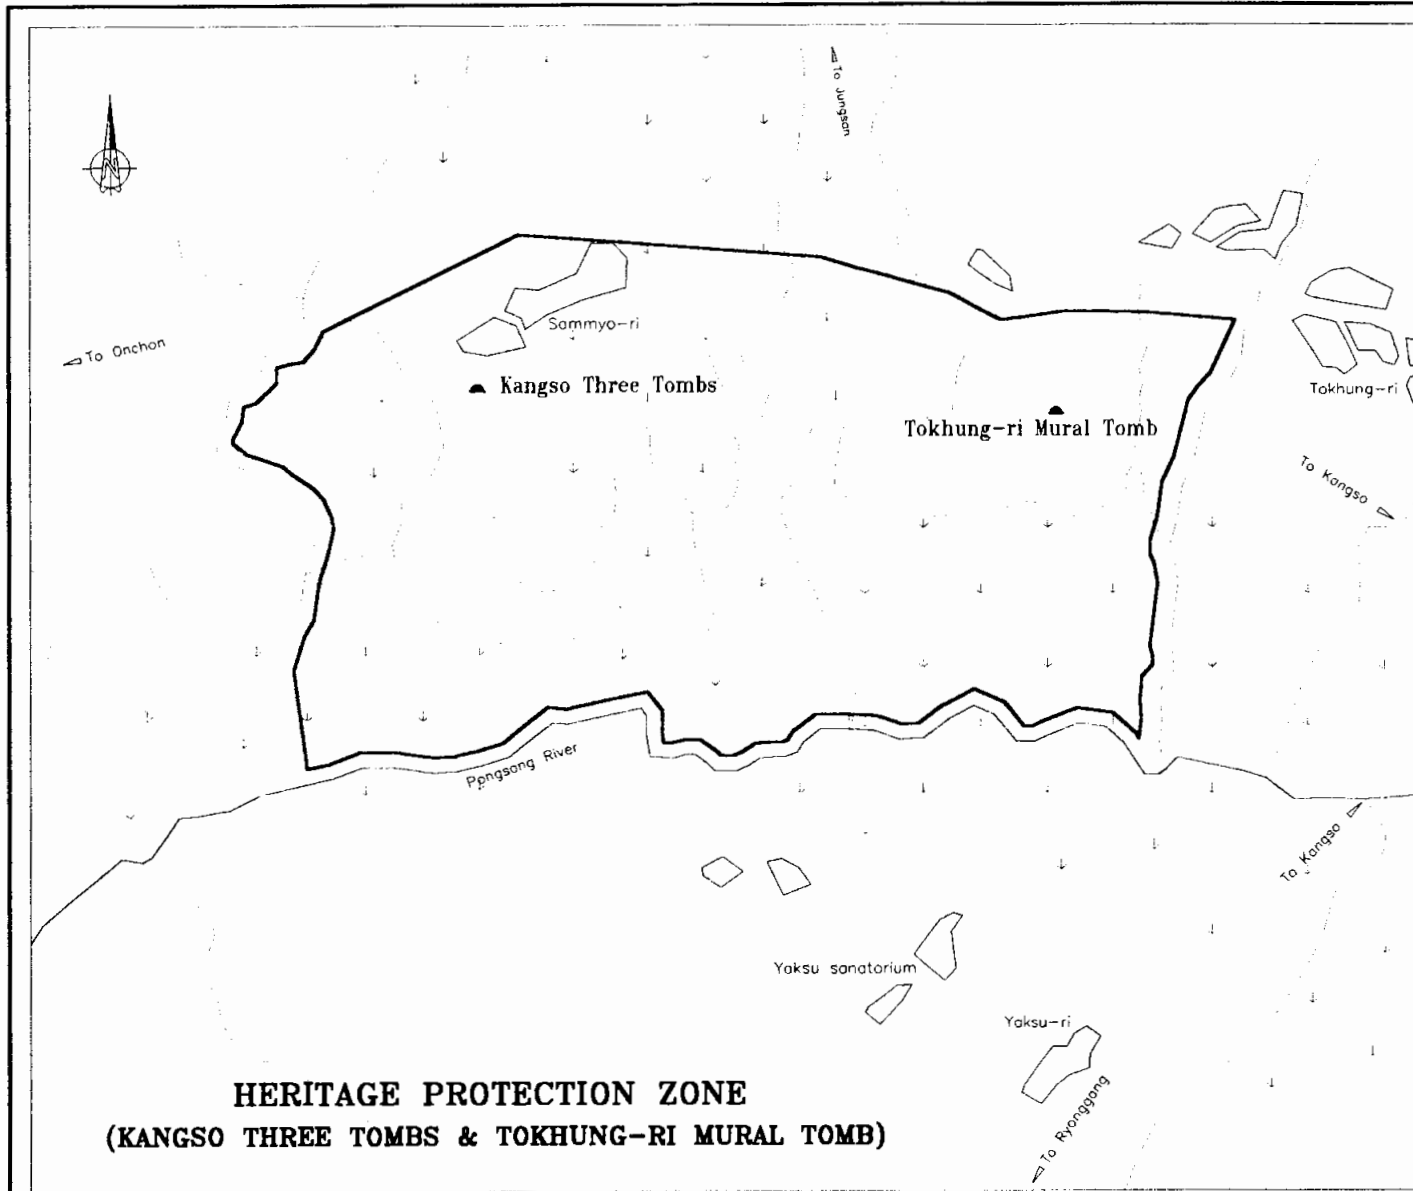 To Jungsan
N
Sammyo-ri
To Onchon
Kangso Three Tombs
Tokhung-ri
Tokhung-ri Mural Tomb
To Kangso
Pongsang River
To Kangso
Yaksu sanatorium
Yaksu-ri
To Ryonggang
HERITAGE PROTECTION ZONE
(KANGSO THREE TOMBS & TOKHUNG-RI MURAL TOMB)